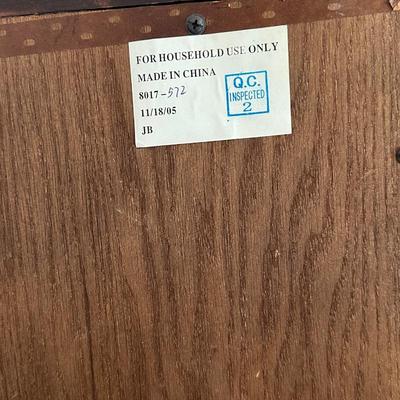 FOR HOUSEHOLD USE ONLY
MADE IN CHINA
8017-572
11/18/05
JB
Q.C.
INSPECTED
2